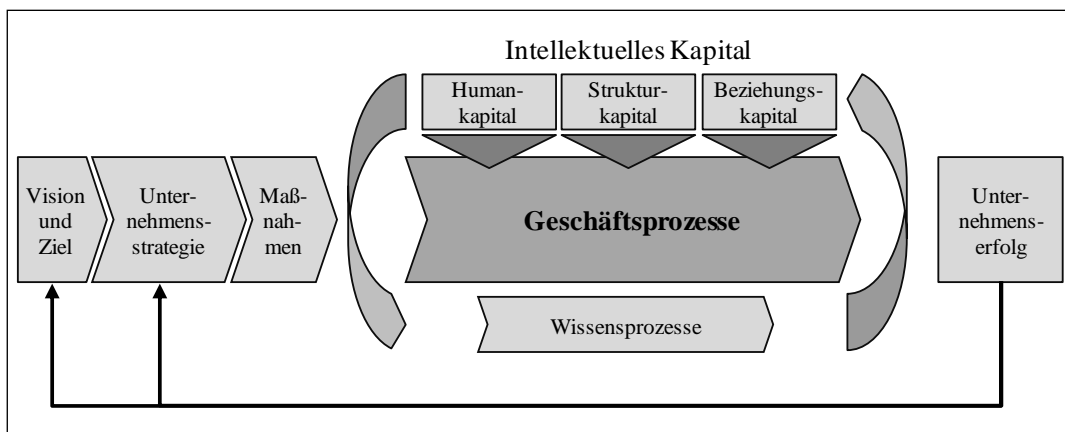 Intellektuelles Kapital
Human-
kapital
Struktur-
kapital
Beziehungs-
kapital
Vision
und
Ziel
Unter-
nehmens-
strategie
Maß-
nah-
men
Geschäftsprozesse
Unter-
nehmens-
erfolg
Wissensprozesse